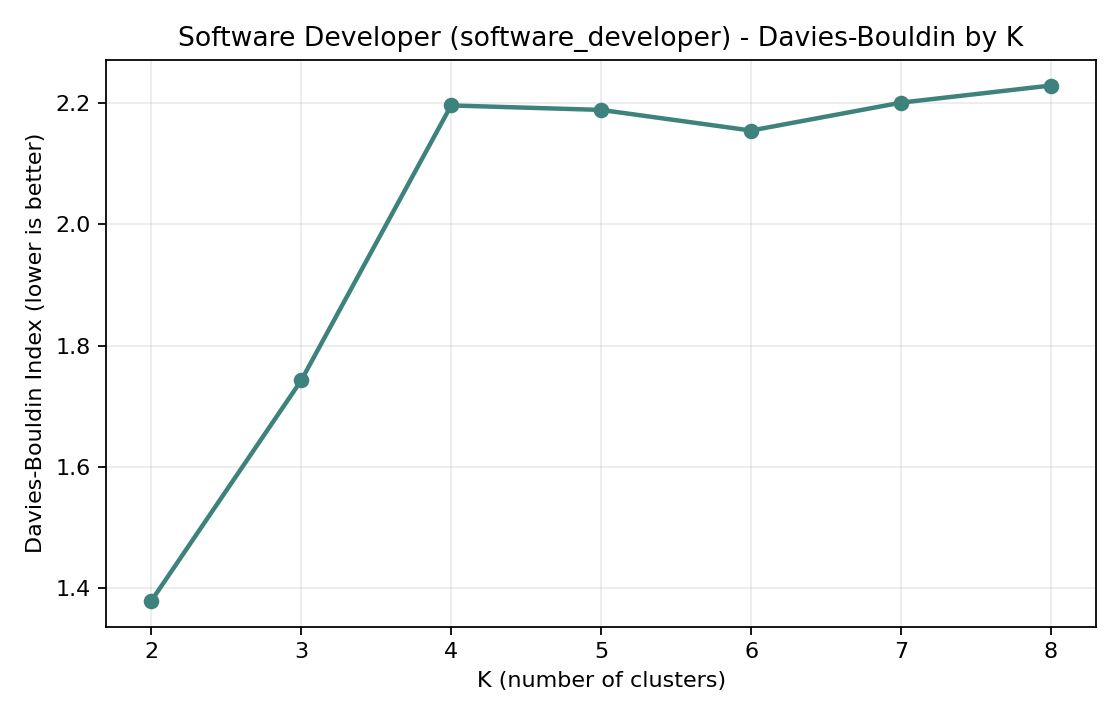 Software Developer (software_developer) - Davies-Bouldin by K
Davies-Bouldin Index (lower is better)
2.2
2.0
1.8
1.6
1.4
2 3 4 5 6 7 8
K (number of clusters)